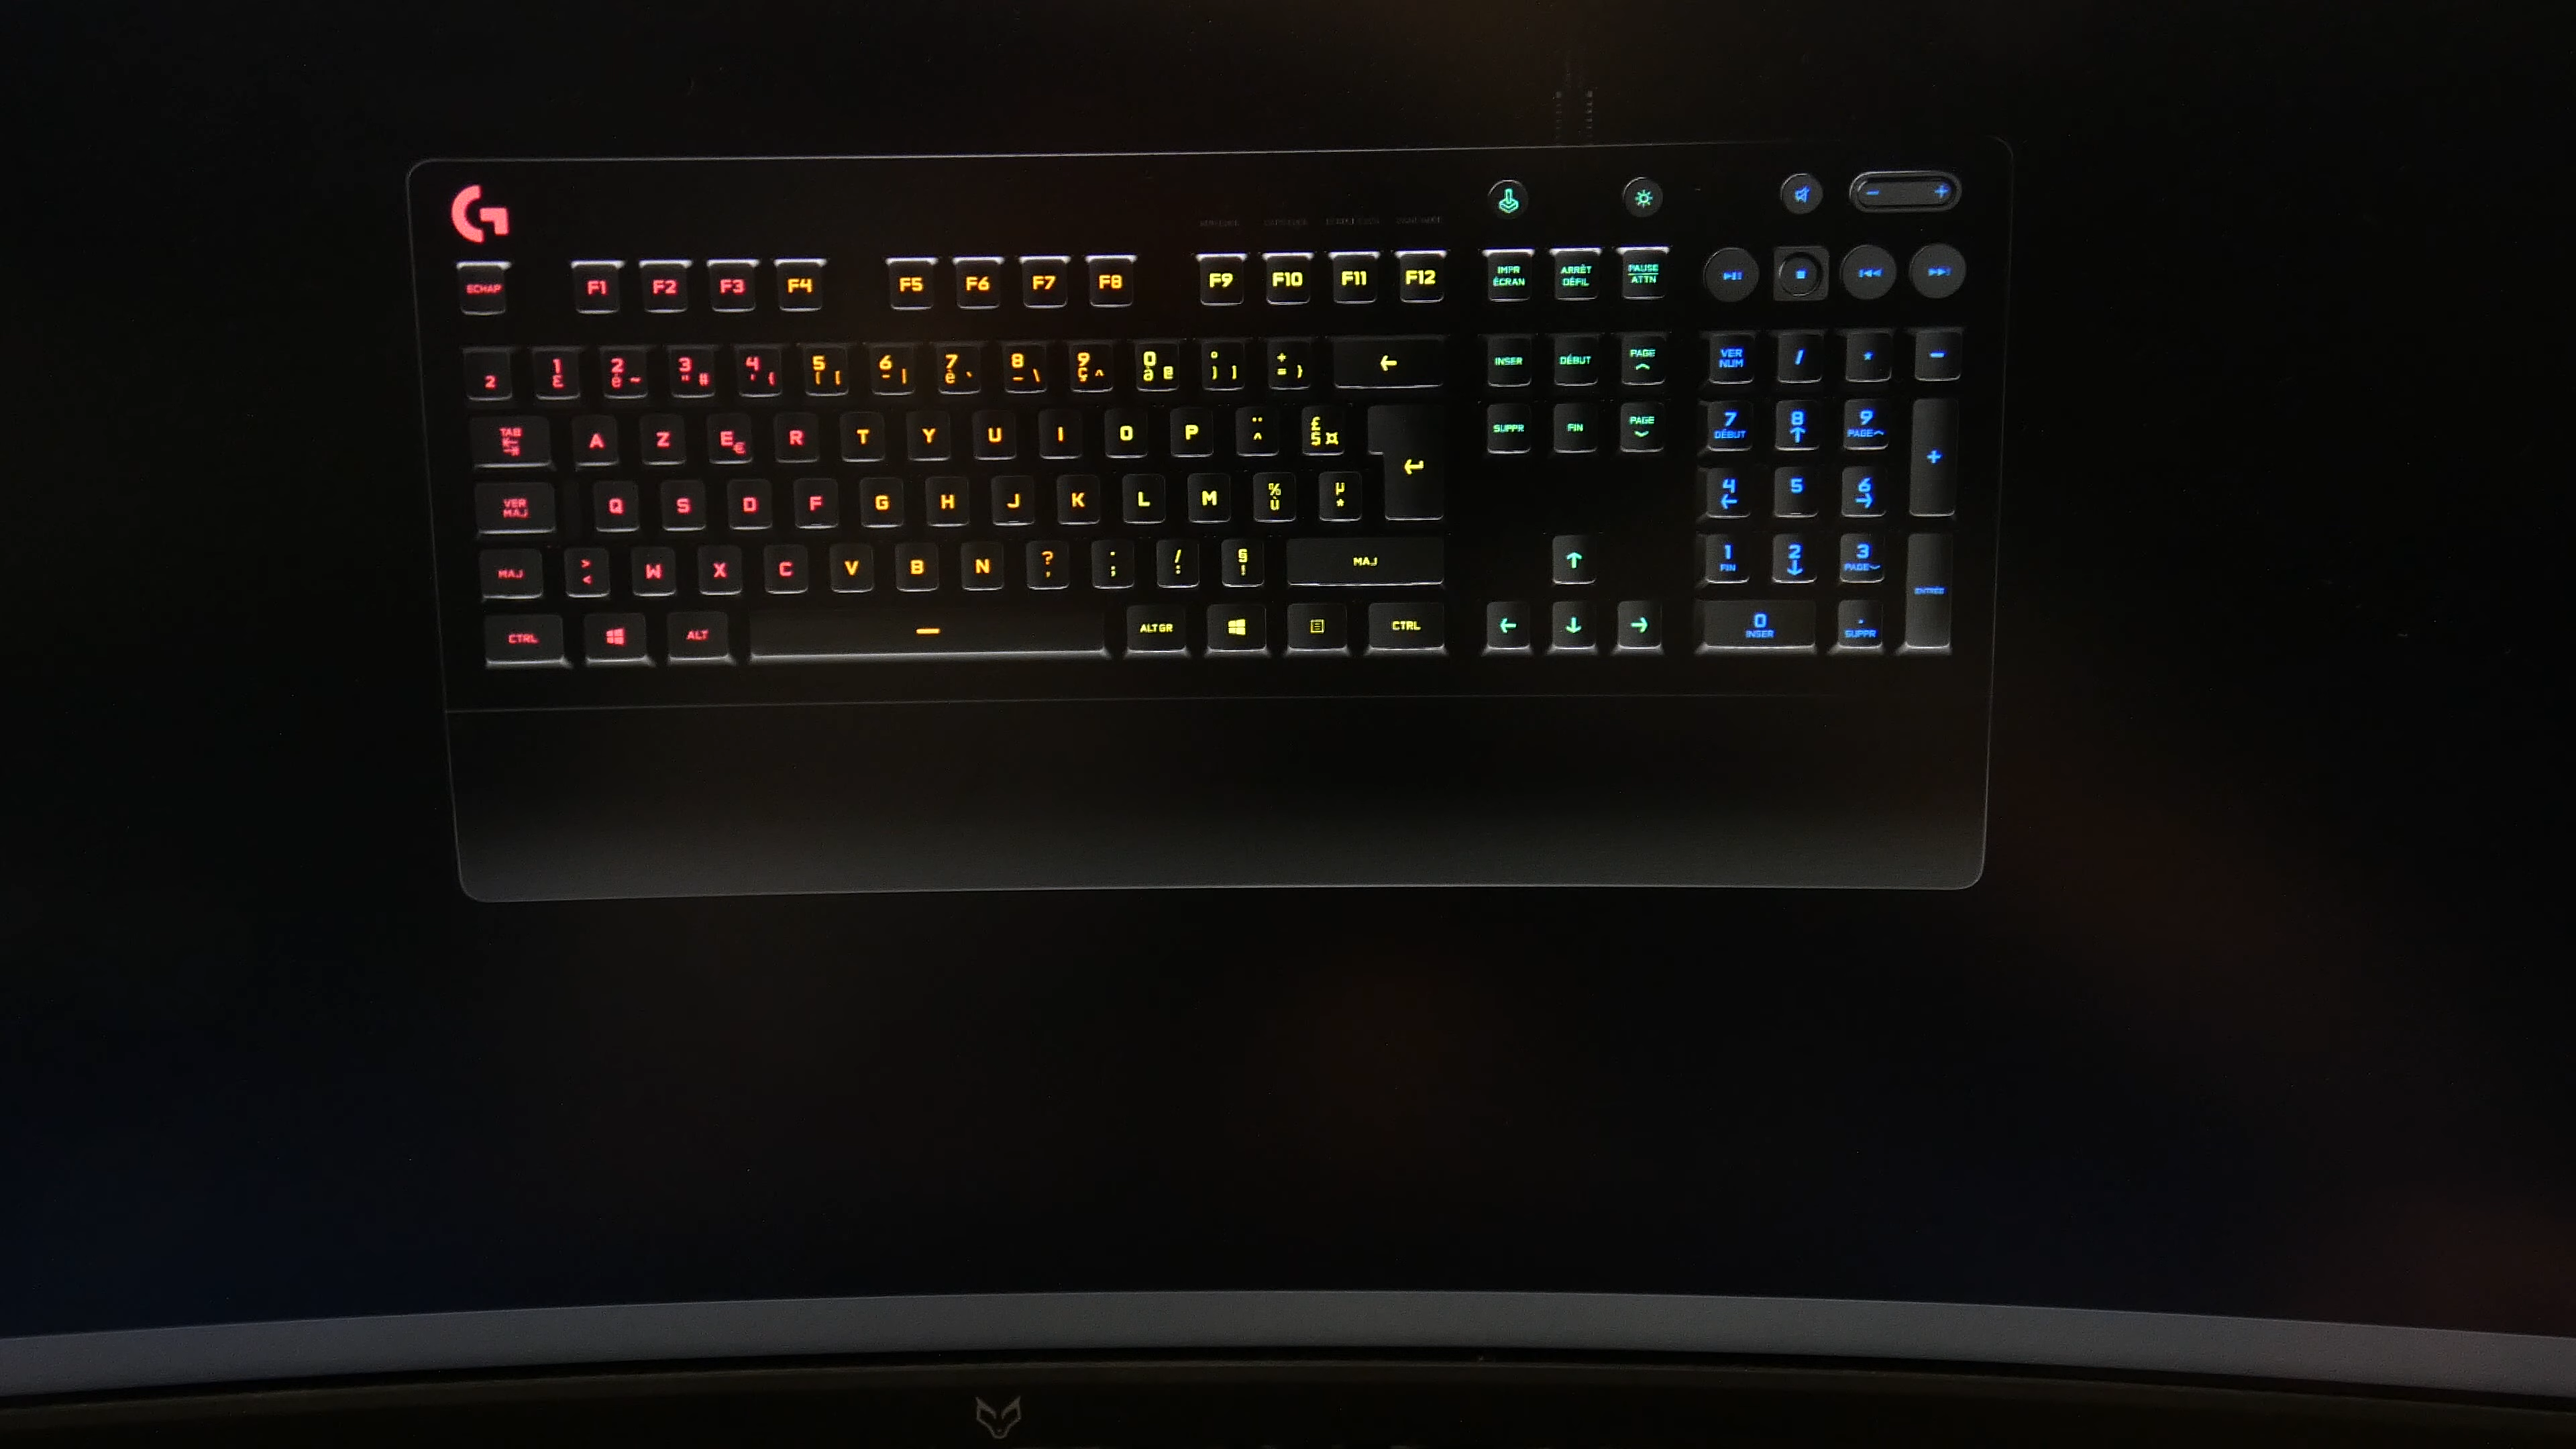 ECHAP F1 F2 F3 F4 F5 F6 F7 F8 F9 F10 F11 F12 IMPR ÉCRAN ARRÊT DÉFIL PAUSE ATTN
2 1 & 2 é ~ 3 " # 4 ' { 5 ( [ 6 - | 7 è ` 8 _ \ 9 ç ^ 0 à @ ° ) ] + = } ← INSER DÉBUT PAGE VER NUM / * -
TAB A Z E € R T Y U I O P ¨ ^ £ $ ¤ SUPPR FIN PAGE 7 DÉBUT 8 ↑ 9 PAGE +
VER MAJ Q S D F G H J K L M % ù µ * ↵ 4 ← 5 6 →
MAJ > < W X C V B N ? , . ; / : § ! MAJ ↑ 1 FIN 2 ↓ 3 PAGE ENTRÉE
CTRL ALT ALT GR CTRL ← ↓ → 0 INSER . SUPPR